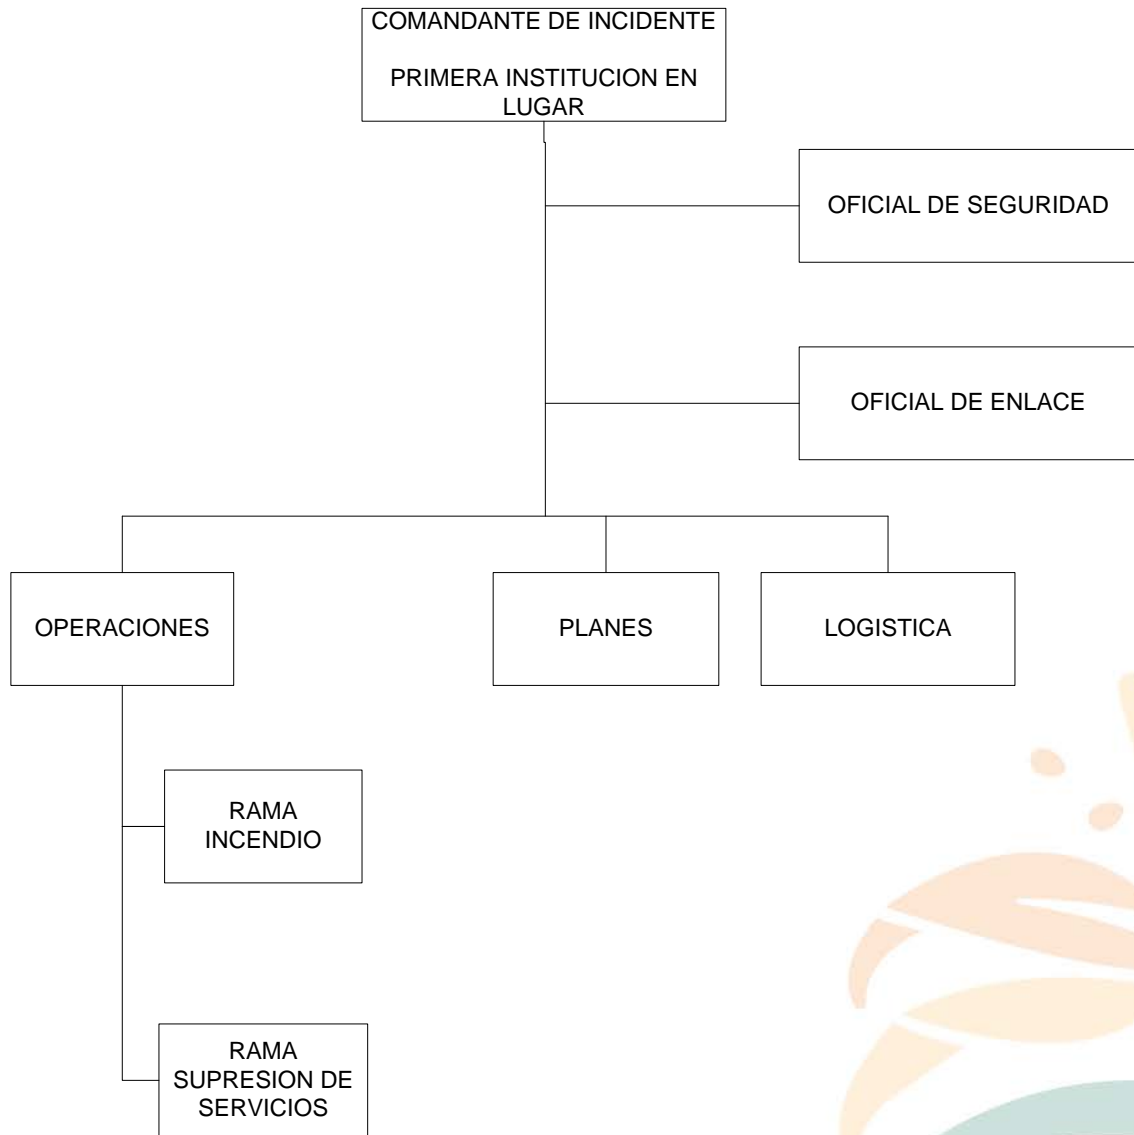 COMANDANTE DE INCIDENTE
PRIMERA INSTITUCION EN
LUGAR
OFICIAL DE SEGURIDAD
OFICIAL DE ENLACE
OPERACIONES
PLANES
LOGISTICA
RAMA
INCENDIO
RAMA
SUPRESION DE
SERVICIOS